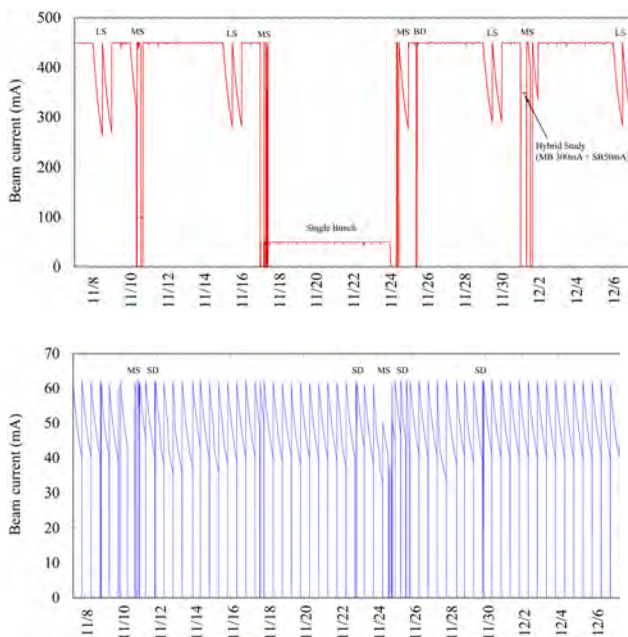 500
LS MS LS MS MS BD LS MS LS
400
300
Hybrid Study
(MB 300mA + SB50mA)
200
100
Single Bunch
0
Beam current (mA)
11/8 11/10 11/12 11/14 11/16 11/18 11/20 11/22 11/24 11/26 11/28 11/30 12/2 12/4 12/6
70
MS SD SD MS SD SD
60
50
40
30
20
10
0
Beam current (mA)
11/8 11/10 11/12 11/14 11/16 11/18 11/20 11/22 11/24 11/26 11/28 11/30 12/2 12/4 12/6